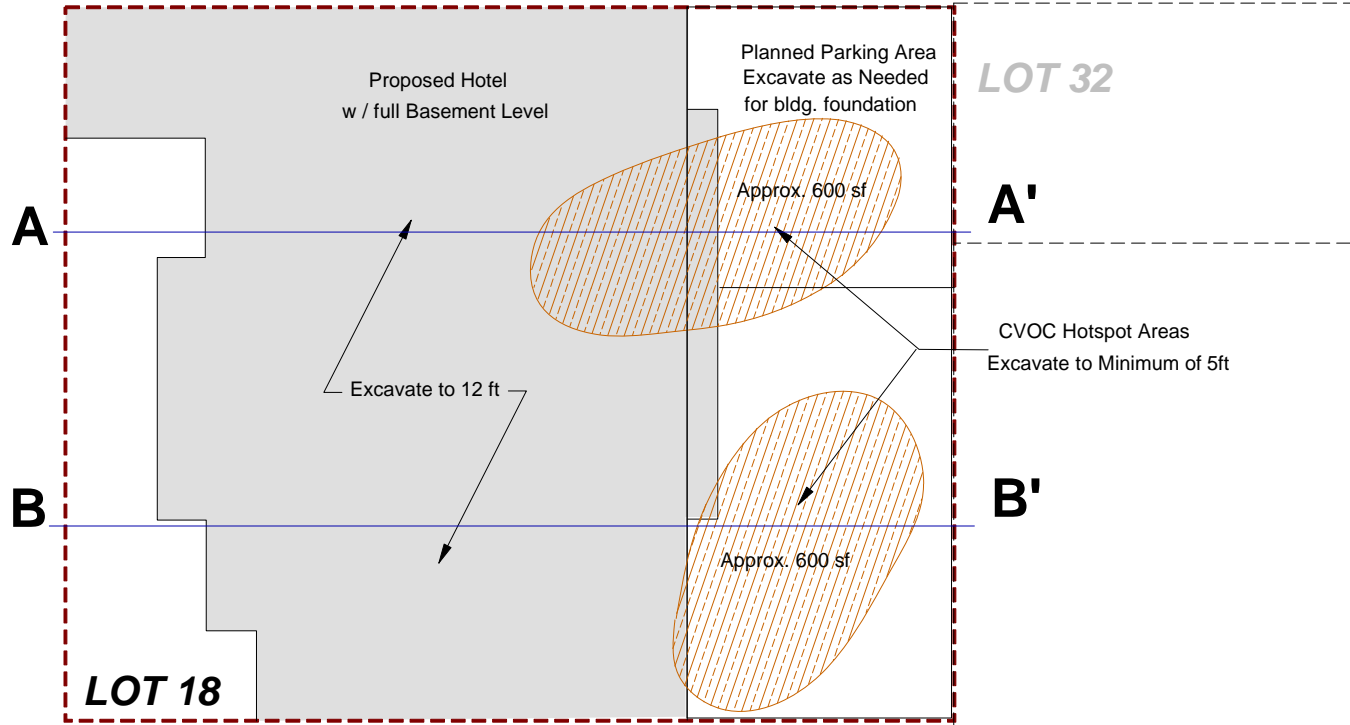 Proposed Hotel
w / full Basement Level
Planned Parking Area
Excavate as Needed
for bldg. foundation
LOT 32
Approx. 600 sf
A
A'
CVOC Hotspot Areas
Excavate to Minimum of 5ft
Excavate to 12 ft
B
B'
Approx. 600 sf
LOT 18